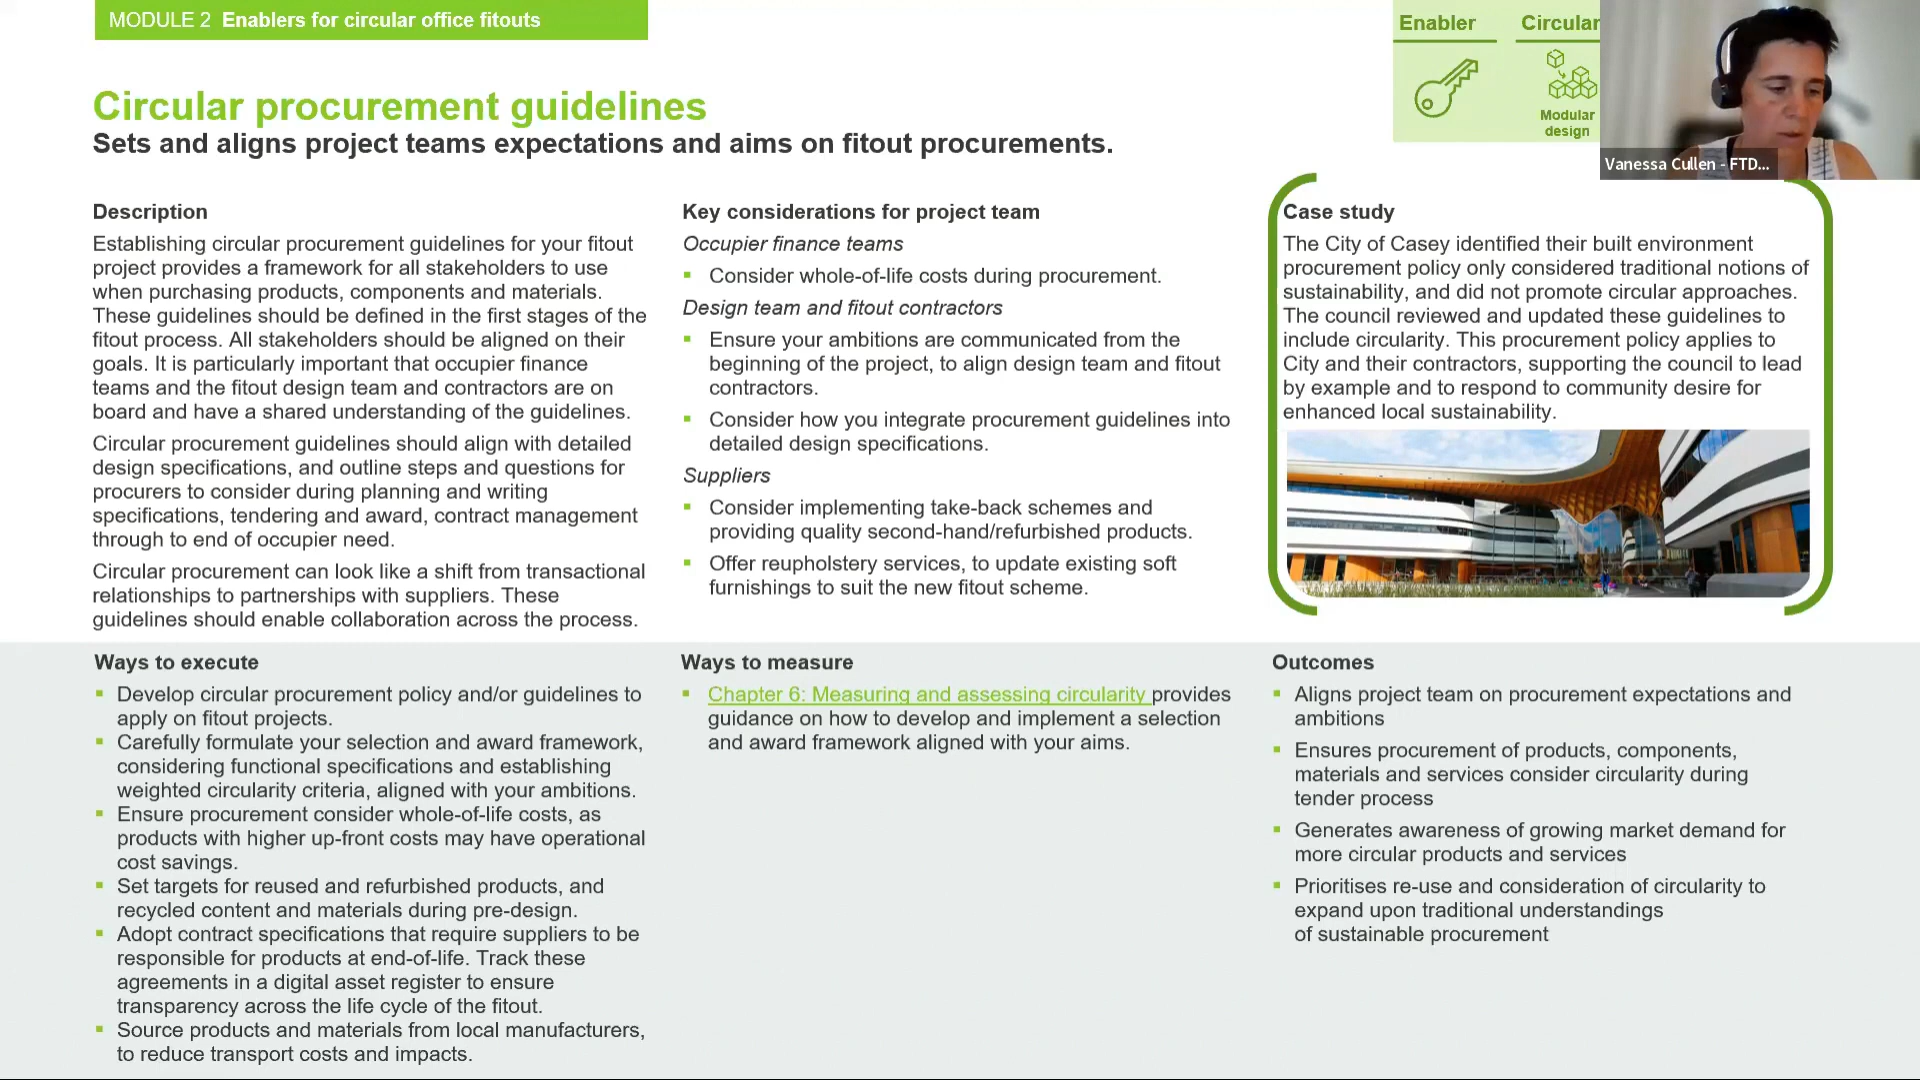 MODULE 2 Enablers for circular office fitouts
Enabler
Circular
Modular
design
Vanessa Cullen - FTD...
Circular procurement guidelines
Sets and aligns project teams expectations and aims on fitout procurements.
Description
Establishing circular procurement guidelines for your fitout
project provides a framework for all stakeholders to use
when purchasing products, components and materials.
These guidelines should be defined in the first stages of the
fitout process. All stakeholders should be aligned on their
goals. It is particularly important that occupier finance
teams and the fitout design team and contractors are on
board and have a shared understanding of the guidelines.
Circular procurement guidelines should align with detailed
design specifications, and outline steps and questions for
procurers to consider during planning and writing
specifications, tendering and award, contract management
through to end of occupier need.
Circular procurement can look like a shift from transactional
relationships to partnerships with suppliers. These
guidelines should enable collaboration across the process.
Key considerations for project team
Occupier finance teams
Consider whole-of-life costs during procurement.
Design team and fitout contractors
Ensure your ambitions are communicated from the
beginning of the project, to align design team and fitout
contractors.
Consider how you integrate procurement guidelines into
detailed design specifications.
Suppliers
Consider implementing take-back schemes and
providing quality second-hand/refurbished products.
Offer reupholstery services, to update existing soft
furnishings to suit the new fitout scheme.
Case study
The City of Casey identified their built environment
procurement policy only considered traditional notions of
sustainability, and did not promote circular approaches.
The council reviewed and updated these guidelines to
include circularity. This procurement policy applies to
City and their contractors, supporting the council to lead
by example and to respond to community desire for
enhanced local sustainability.
Ways to execute
Develop circular procurement policy and/or guidelines to
apply on fitout projects.
Carefully formulate your selection and award framework,
considering functional specifications and establishing
weighted circularity criteria, aligned with your ambitions.
Ensure procurement consider whole-of-life costs, as
products with higher up-front costs may have operational
cost savings.
Set targets for reused and refurbished products, and
recycled content and materials during pre-design.
Adopt contract specifications that require suppliers to be
responsible for products at end-of-life. Track these
agreements in a digital asset register to ensure
transparency across the life cycle of the fitout.
Source products and materials from local manufacturers,
to reduce transport costs and impacts.
Ways to measure
Chapter 6: Measuring and assessing circularity provides
guidance on how to develop and implement a selection
and award framework aligned with your aims.
Outcomes
Aligns project team on procurement expectations and
ambitions
Ensures procurement of products, components,
materials and services consider circularity during
tender process
Generates awareness of growing market demand for
more circular products and services
Prioritises re-use and consideration of circularity to
expand upon traditional understandings
of sustainable procurement